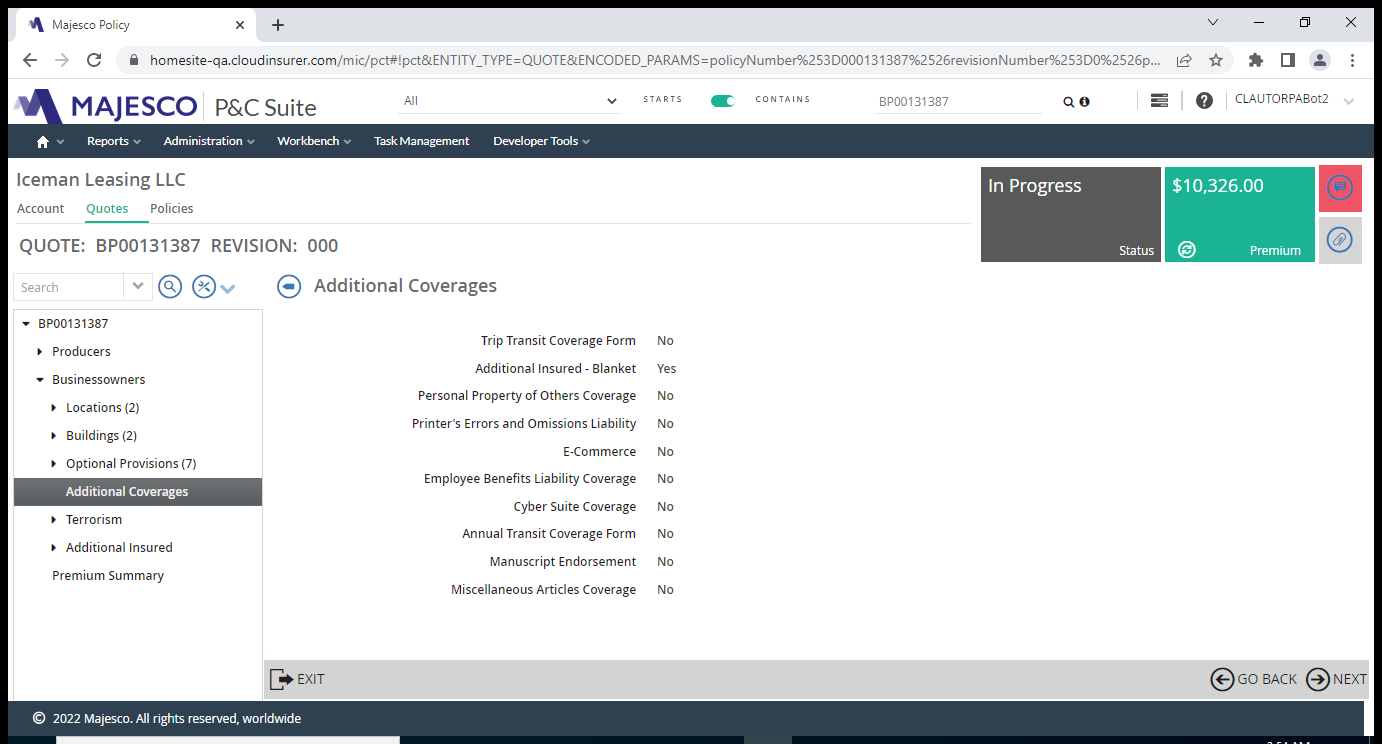 Majesco Policy
homesite-qa.cloudinsurer.com/mic/pct#!pct&ENTITY_TYPE=QUOTE&ENCODED_PARAMS=policyNumber%253D000131387%2526revisionNumber%253D0%2526p...
MAJESCO P&C Suite All STARTS CONTAINS BP00131387 CLAUTORPABot2
Reports Administration Workbench Task Management Developer Tools
Iceman Leasing LLC
Account Quotes Policies
In Progress
Status
$10,326.00
Premium
QUOTE: BP00131387 REVISION: 000
Search
Additional Coverages
BP00131387
Producers
Businessowners
Locations (2)
Buildings (2)
Optional Provisions (7)
Additional Coverages
Terrorism
Additional Insured
Premium Summary
Trip Transit Coverage Form No
Additional Insured - Blanket Yes
Personal Property of Others Coverage No
Printer's Errors and Omissions Liability No
E-Commerce No
Employee Benefits Liability Coverage No
Cyber Suite Coverage No
Annual Transit Coverage Form No
Manuscript Endorsement No
Miscellaneous Articles Coverage No
EXIT GO BACK NEXT
© 2022 Majesco. All rights reserved, worldwide